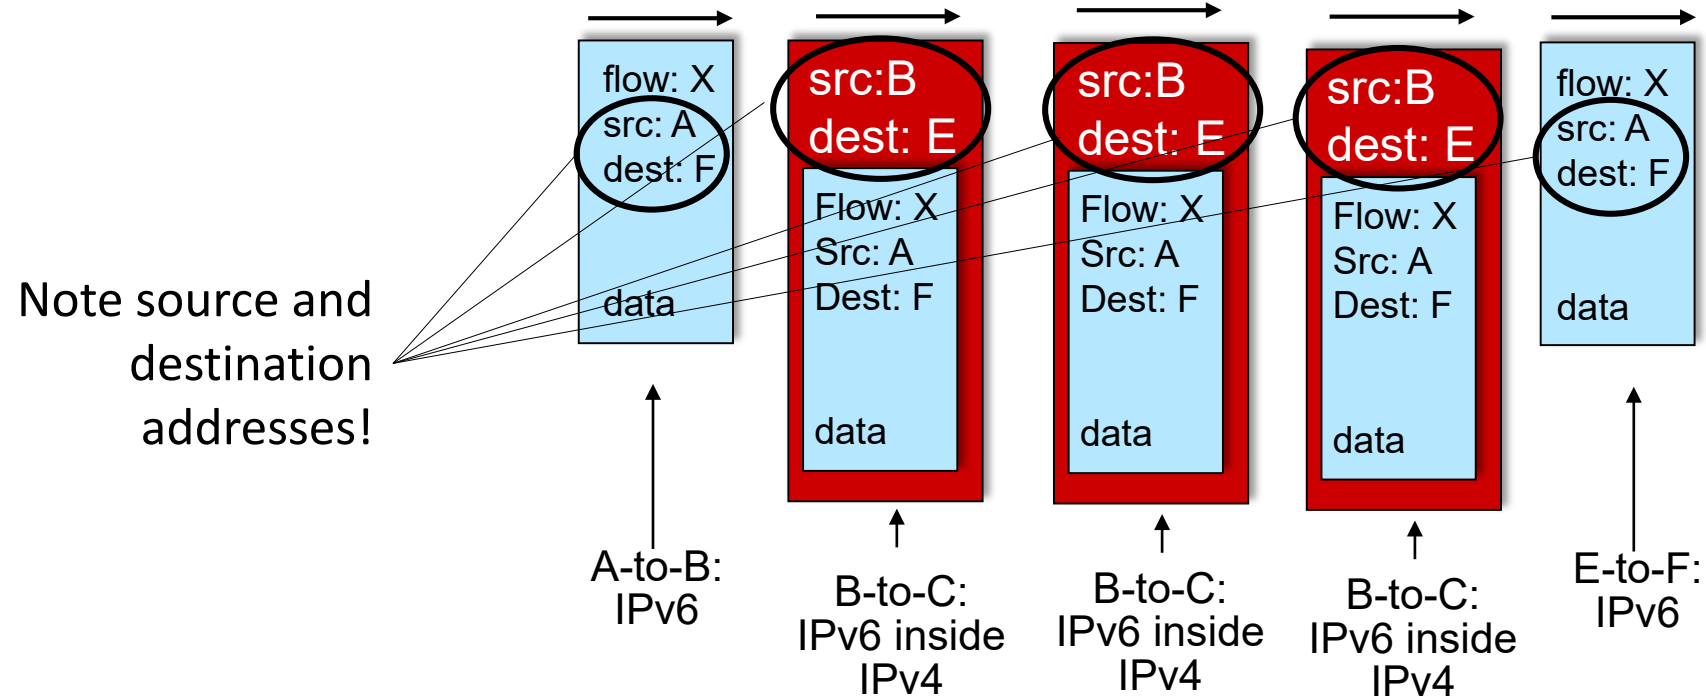 Note source and
destination
addresses!
flow: X
src: A
dest: F
data
A-to-B:
IPv6
src:B
dest: E
Flow: X
Src: A
Dest: F
data
B-to-C:
IPv6 inside
IPv4
src:B
dest: E
Flow: X
Src: A
Dest: F
data
B-to-C:
IPv6 inside
IPv4
src:B
dest: E
Flow: X
Src: A
Dest: F
data
B-to-C:
IPv6 inside
IPv4
flow: X
src: A
dest: F
data
E-to-F:
IPv6